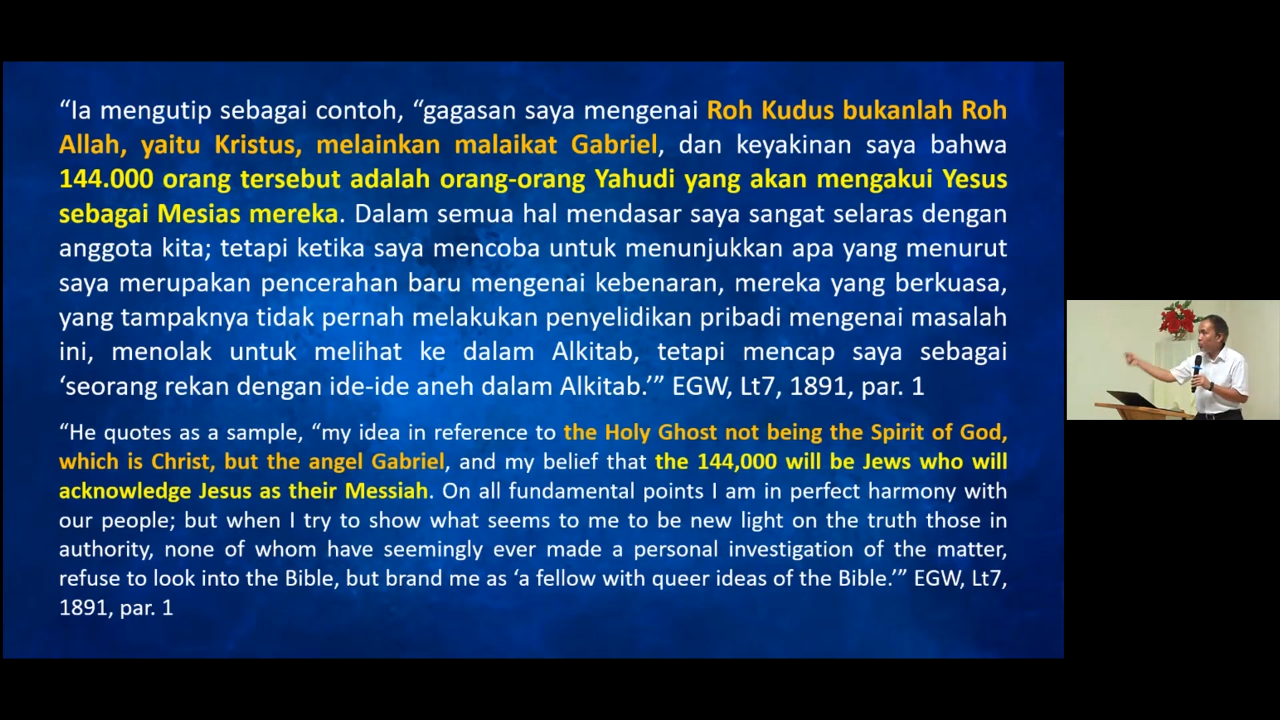 “Ia mengutip sebagai contoh, “gagasan saya mengenai Roh Kudus bukanlah Roh
Allah, yaitu Kristus, melainkan malaikat Gabriel, dan keyakinan saya bahwa
144.000 orang tersebut adalah orang-orang Yahudi yang akan mengakui Yesus
sebagai Mesias mereka. Dalam semua hal mendasar saya sangat selaras dengan
anggota kita; tetapi ketika saya mencoba untuk menunjukkan apa yang menurut
saya merupakan pencerahan baru mengenai kebenaran, mereka yang berkuasa,
yang tampaknya tidak pernah melakukan penyelidikan pribadi mengenai masalah
ini, menolak untuk melihat ke dalam Alkitab, tetapi mencap saya sebagai
‘seorang rekan dengan ide-ide aneh dalam Alkitab.’” EGW, Lt7, 1891, par. 1
“He quotes as a sample, “my idea in reference to the Holy Ghost not being the Spirit of God,
which is Christ, but the angel Gabriel, and my belief that the 144,000 will be Jews who will
acknowledge Jesus as their Messiah. On all fundamental points I am in perfect harmony with
our people; but when I try to show what seems to me to be new light on the truth those in
authority, none of whom have seemingly ever made a personal investigation of the matter,
refuse to look into the Bible, but brand me as ‘a fellow with queer ideas of the Bible.’” EGW, Lt7,
1891, par. 1